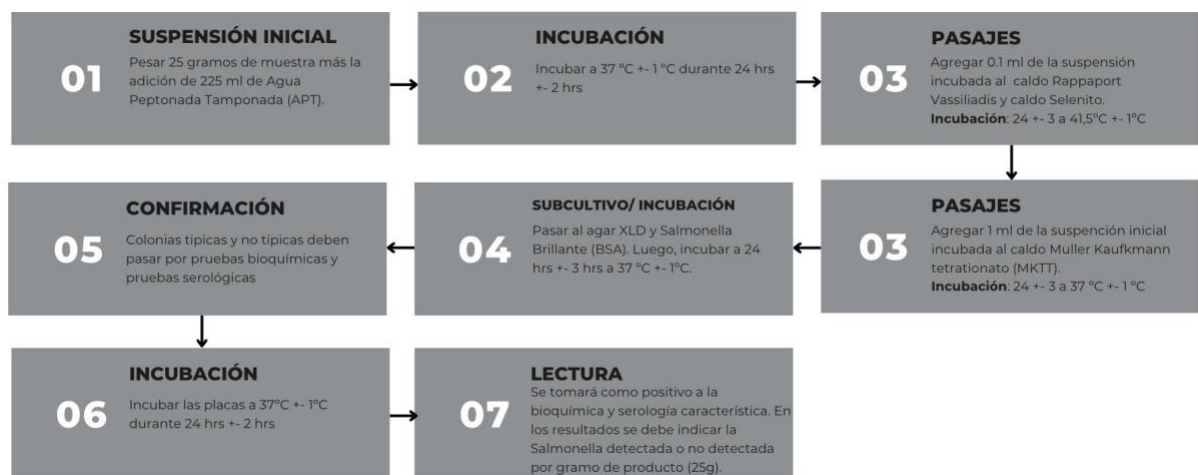 SUSPENSIÓN INICIAL
01
Pesar 25 gramos de muestra más la
adición de 225 ml de Agua
Peptonada Tamponada (APT).
INCUBACIÓN
02
Incubar a 37 °C +- 1 °C durante 24 hrs
+- 2 hrs
PASAJES
03
Agregar 0.1 ml de la suspensión
incubada al caldo Rappaport
Vassiliadis y caldo Selenito.
Incubación: 24 +- 3 a 41,5°C +- 1°C
PASAJES
03
Agregar 1 ml de la suspención inicial
incubada al caldo Muller Kaufkmann
tetrationato (MKTT).
Incubación: 24 +- 3 a 37 °C +- 1 °C
SUBCULTIVO/ INCUBACIÓN
04
Pasar al agar XLD y Salmonella
Brillante (BSA). Luego, incubar a 24
hrs +- 3 hrs a 37 °C +- 1°C.
CONFIRMACIÓN
05
Colonias tipicas y no típicas deben
pasar por pruebas bioquímicas y
pruebas serológicas
INCUBACIÓN
06
Incubar las placas a 37°C +- 1°C
durante 24 hrs +- 2 hrs
LECTURA
07
Se tomará como positivo a la
bioquímica y serología característica. En
los resultados se debe indicar la
Salmonella detectada o no detectada
por gramo de producto (25g).